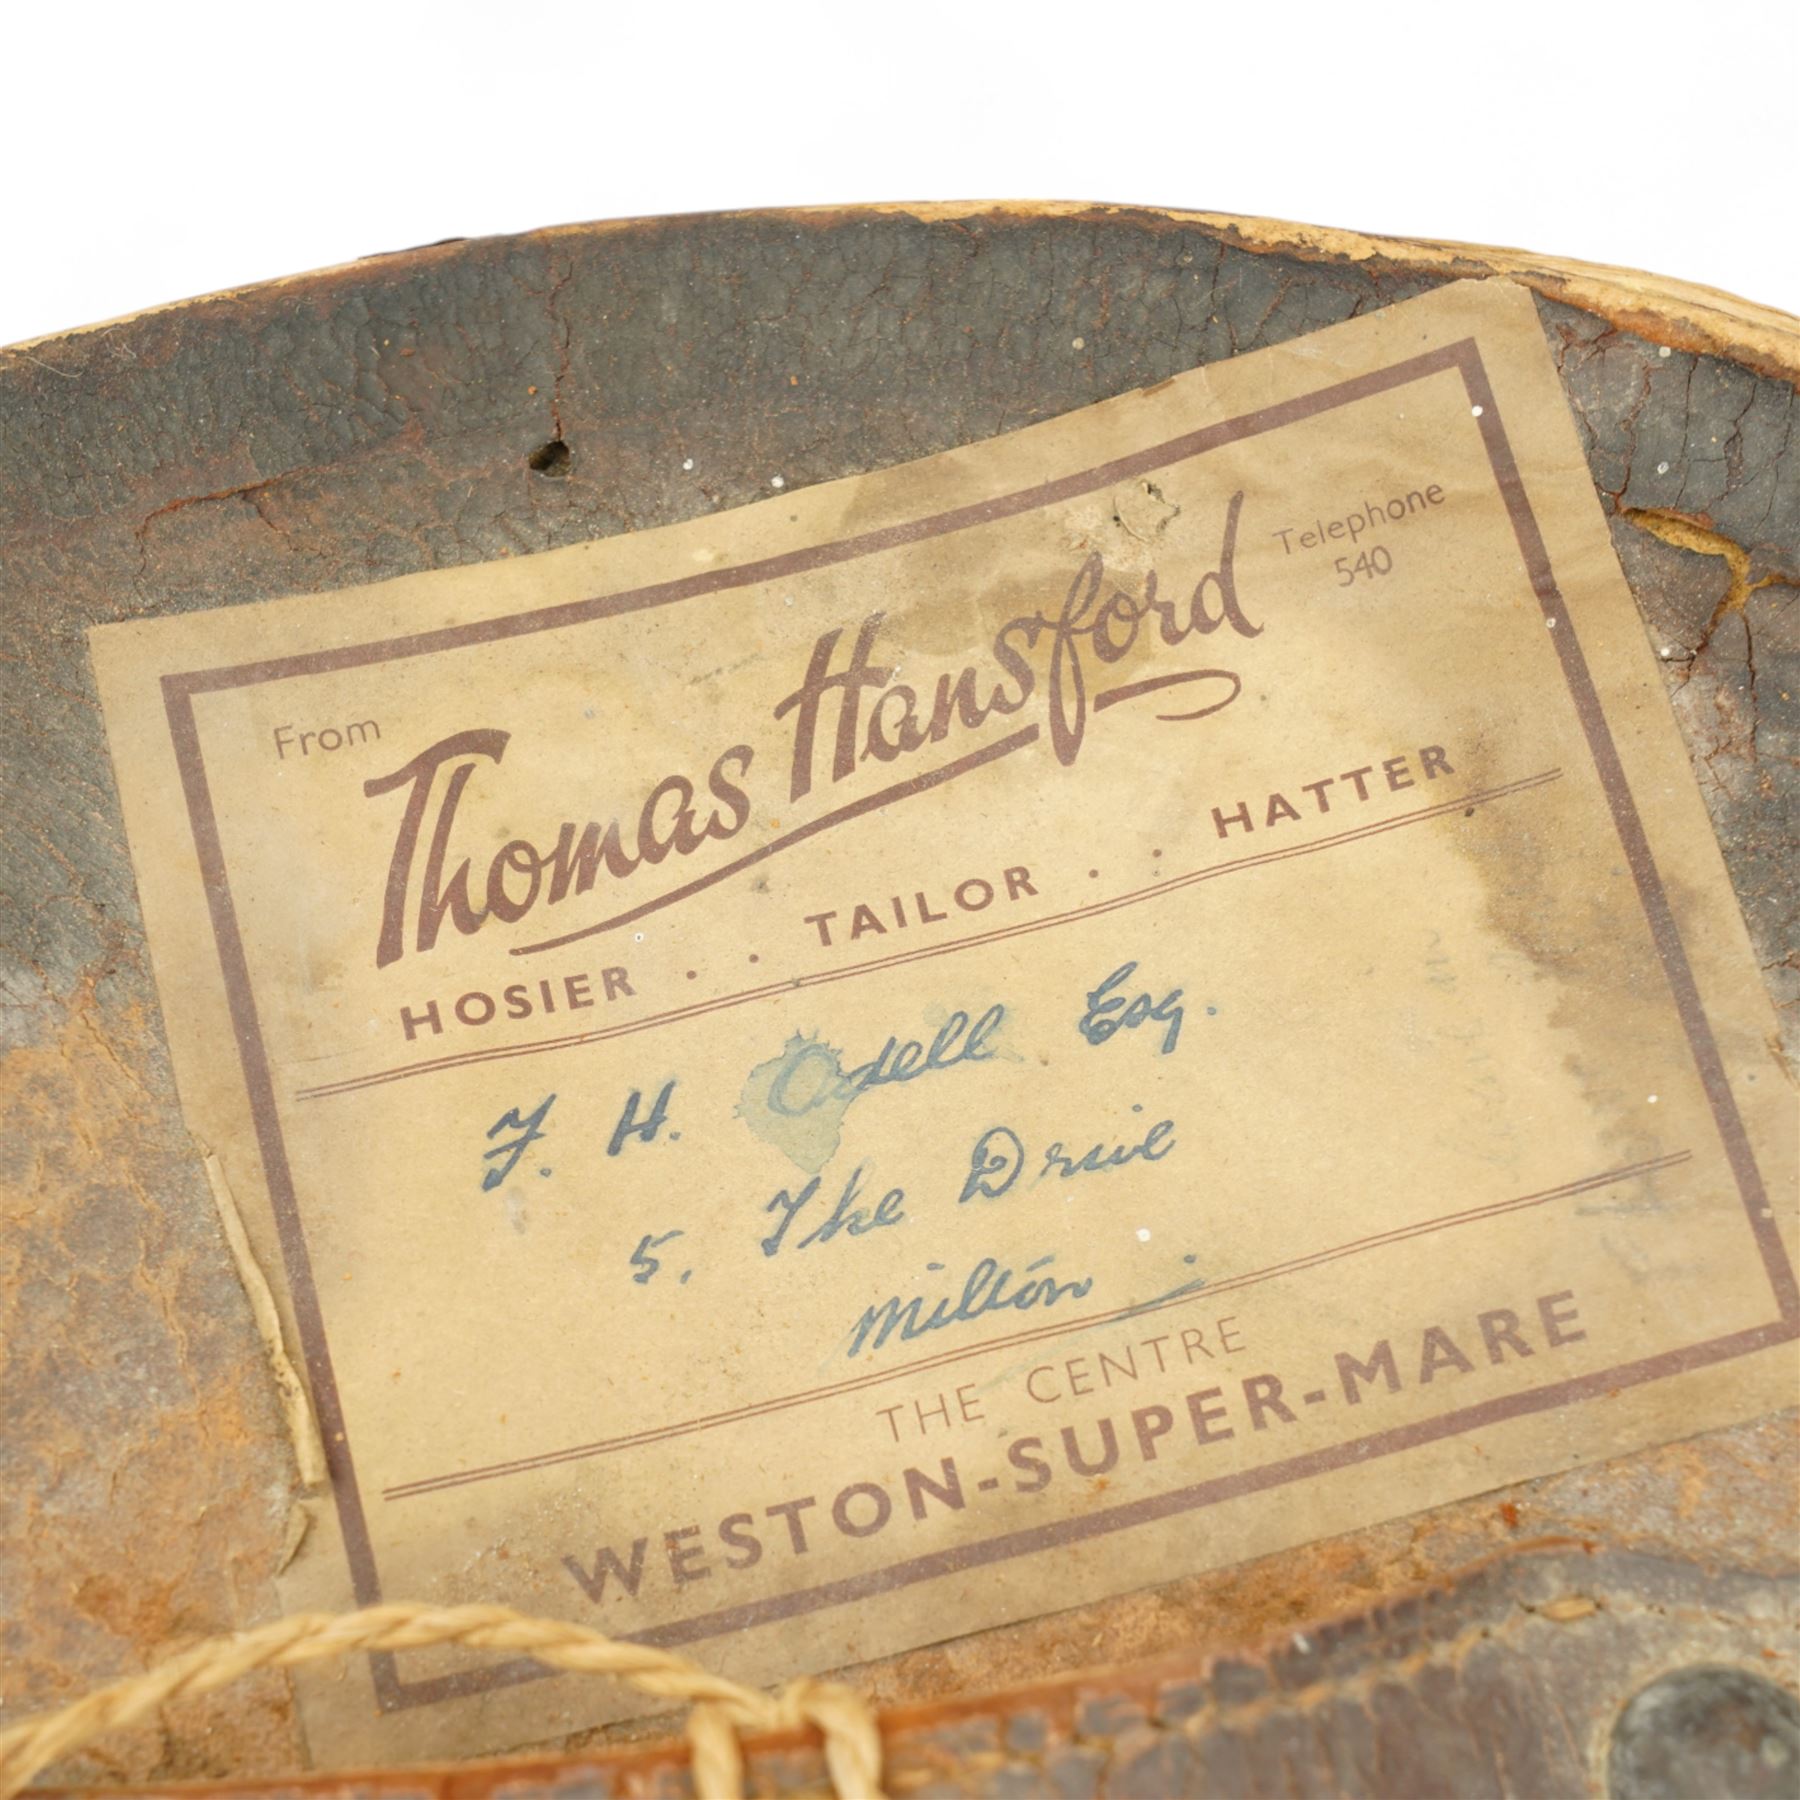 From
Telephone
540
Thomas Hansford
HOSIER . . TAILOR . . HATTER
F. H. Odell Esq.
5. The Drive
Milton
THE CENTRE
WESTON-SUPER-MARE